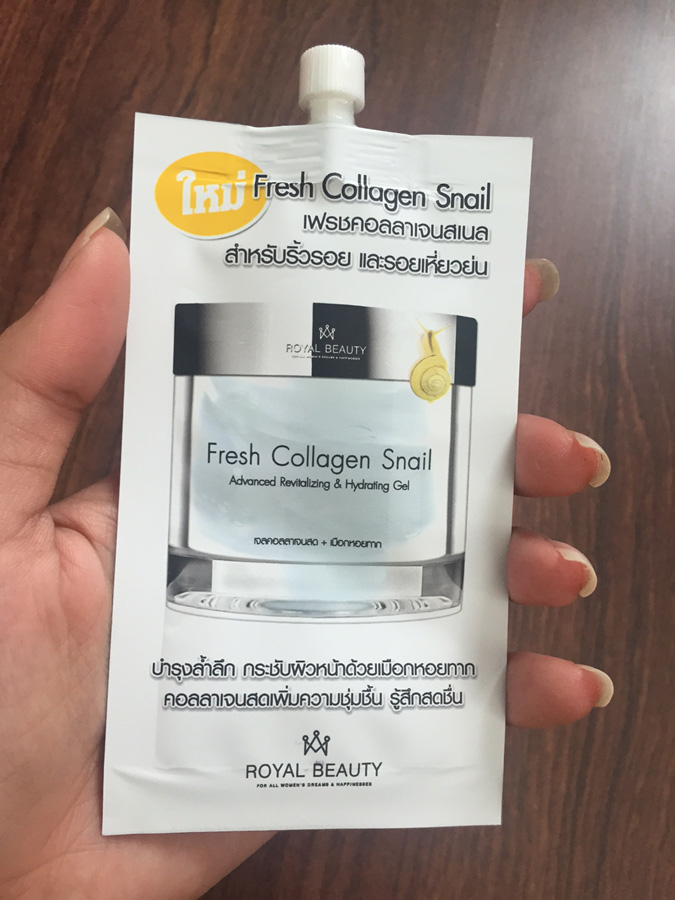 ใหม่ Fresh Collagen Snail
เฟรชคอลลาเจนสเนล
สำหรับริ้วรอย และรอยเหี่ยวย่น
ROYAL BEAUTY
FOR ALL WOMEN'S DREAMS & HAPPINESSES
Fresh Collagen Snail
Advanced Revitalizing & Hydrating Gel
เจลคอลลาเจนสด + เมือกหอยทาก
บำรุงล้ำลึก กระชับผิวหน้าด้วยเมือกหอยทาก
คอลลาเจนสดเพิ่มความชุ่มชื้น รู้สึกสดชื่น
ROYAL BEAUTY
FOR ALL WOMEN'S DREAMS & HAPPINESSES